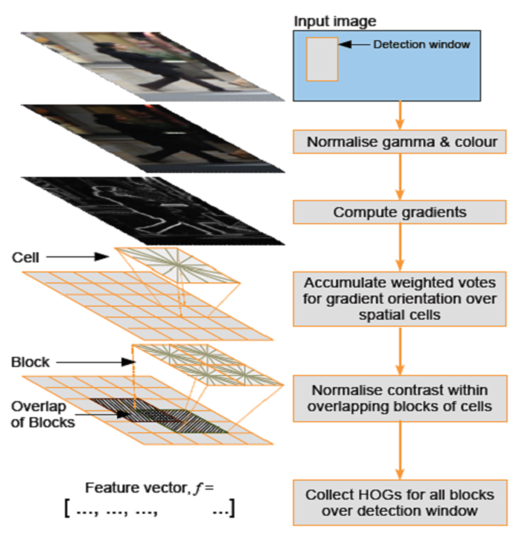 Input image
Detection window
Normalise gamma & colour
Compute gradients
Cell
Accumulate weighted votes
for gradient orientation over
spatial cells
Block
Overlap
of Blocks
Normalise contrast within
overlapping blocks of cells
Feature vector, f =
[ ..., ..., ..., ...]
Collect HOGs for all blocks
over detection window